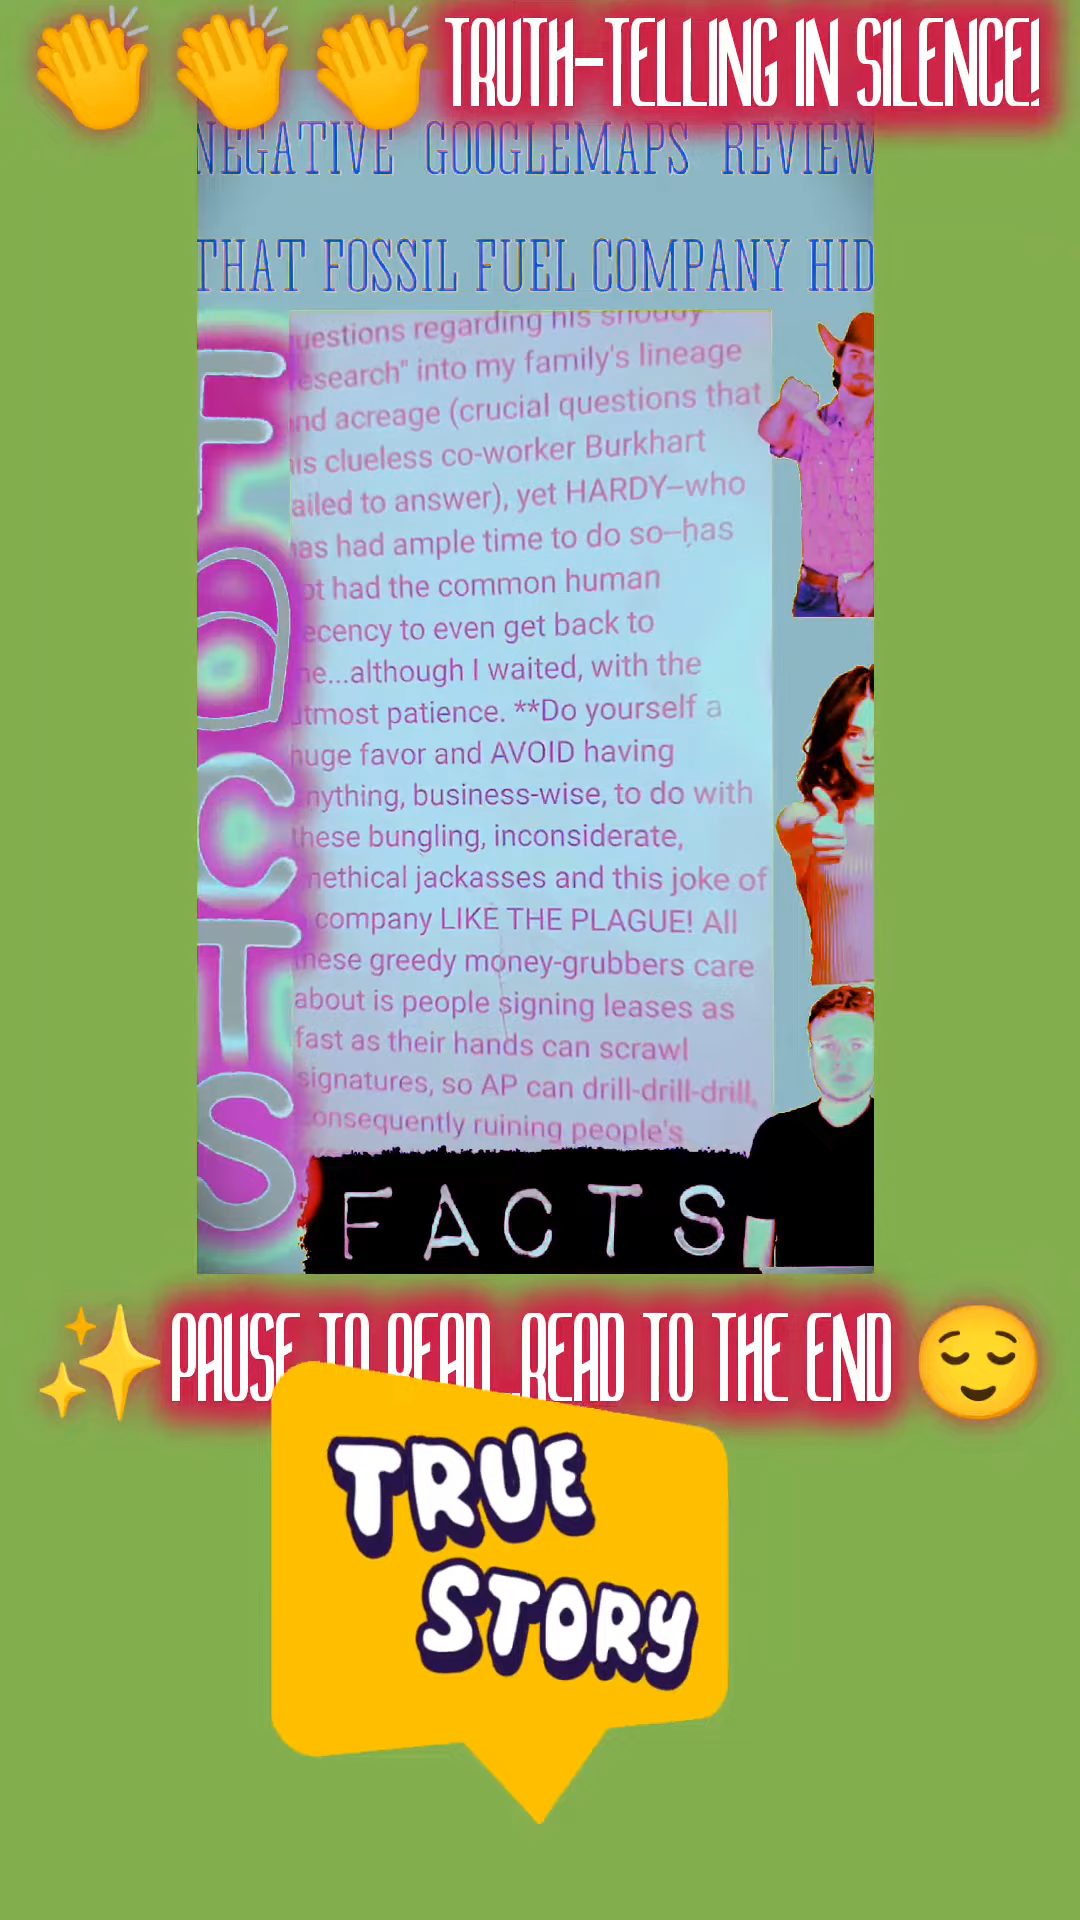 TRUTH-TELLING IN SILENCE!
NEGATIVE GOOGLEMAPS REVIEW
THAT FOSSIL FUEL COMPANY HID
uestions regarding his shoddy
esearch" into my family's lineage
nd acreage (crucial questions that
is clueless co-worker Burkhart
ailed to answer), yet HARDY–who
as had ample time to do so–has
ot had the common human
ecency to even get back to
e...although I waited, with the
tmost patience. **Do yourself a
huge favor and AVOID having
nything, business-wise, to do with
these bungling, inconsiderate,
nethical jackasses and this joke of
company LIKE THE PLAGUE! All
hese greedy money-grubbers care
about is people signing leases as
fast as their hands can scrawl
signatures, so AP can drill-drill-drill,
onsequently ruining people's
FACTS
FACTS
PAUSE TO READ...READ TO THE END
TRUE
STORY